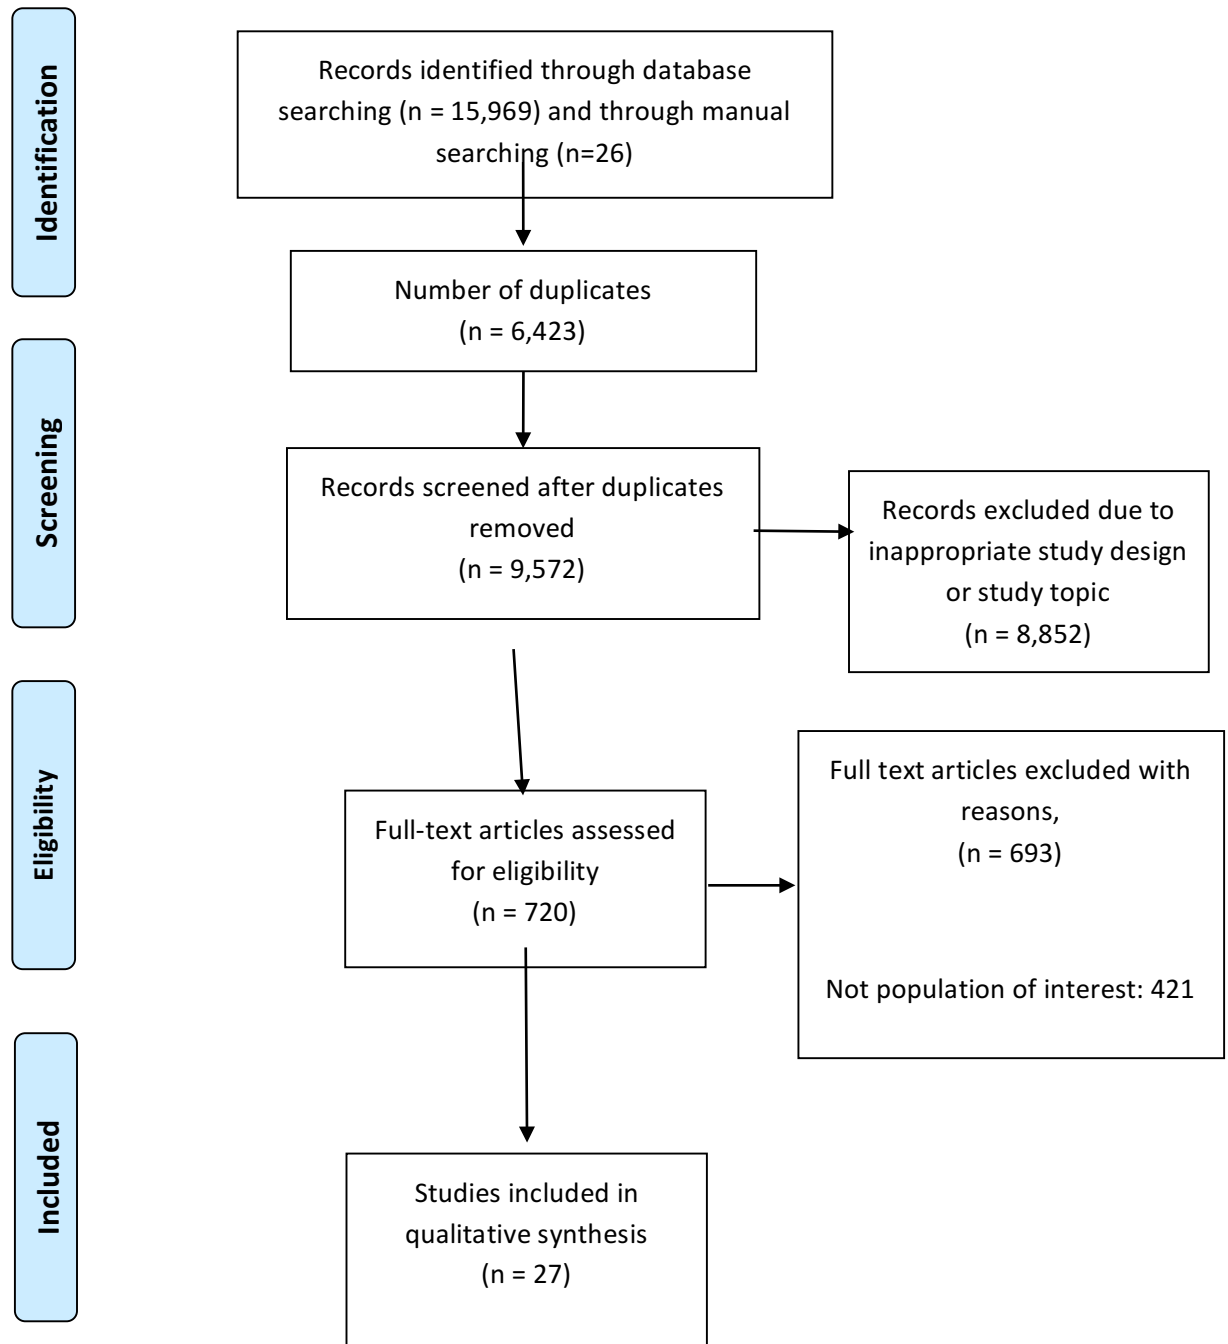 Identification
Records identified through database
searching (n = 15,969) and through manual
searching (n=26)
Number of duplicates
(n = 6,423)
Screening
Records screened after duplicates
removed
(n = 9,572)
Records excluded due to
inappropriate study design
or study topic
(n = 8,852)
Eligibility
Full-text articles assessed
for eligibility
(n = 720)
Full text articles excluded with
reasons,
(n = 693)
Not population of interest: 421
Included
Studies included in
qualitative synthesis
(n = 27)